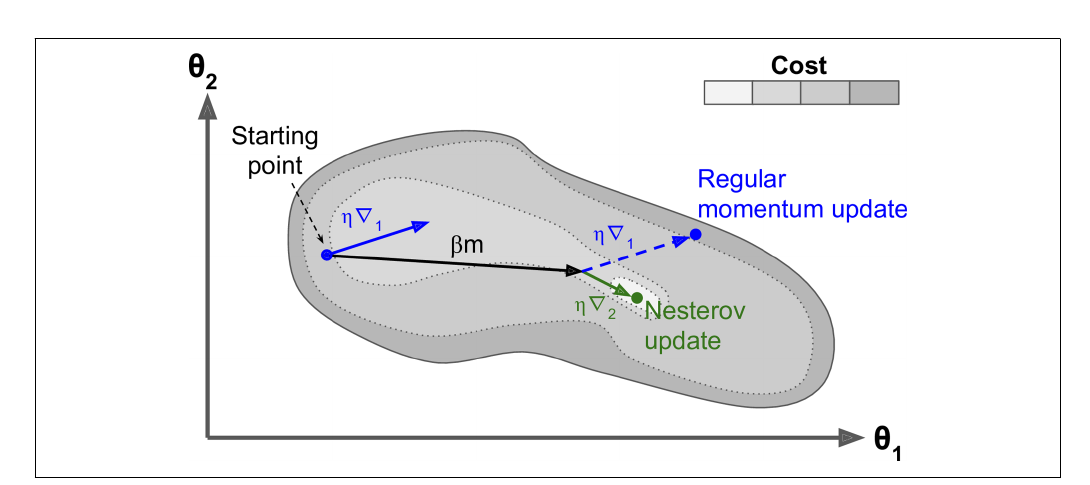 θ2
Cost
Starting
point
Regular
momentum update
η∇1
βm
η∇1
η∇2
Nesterov
update
θ1